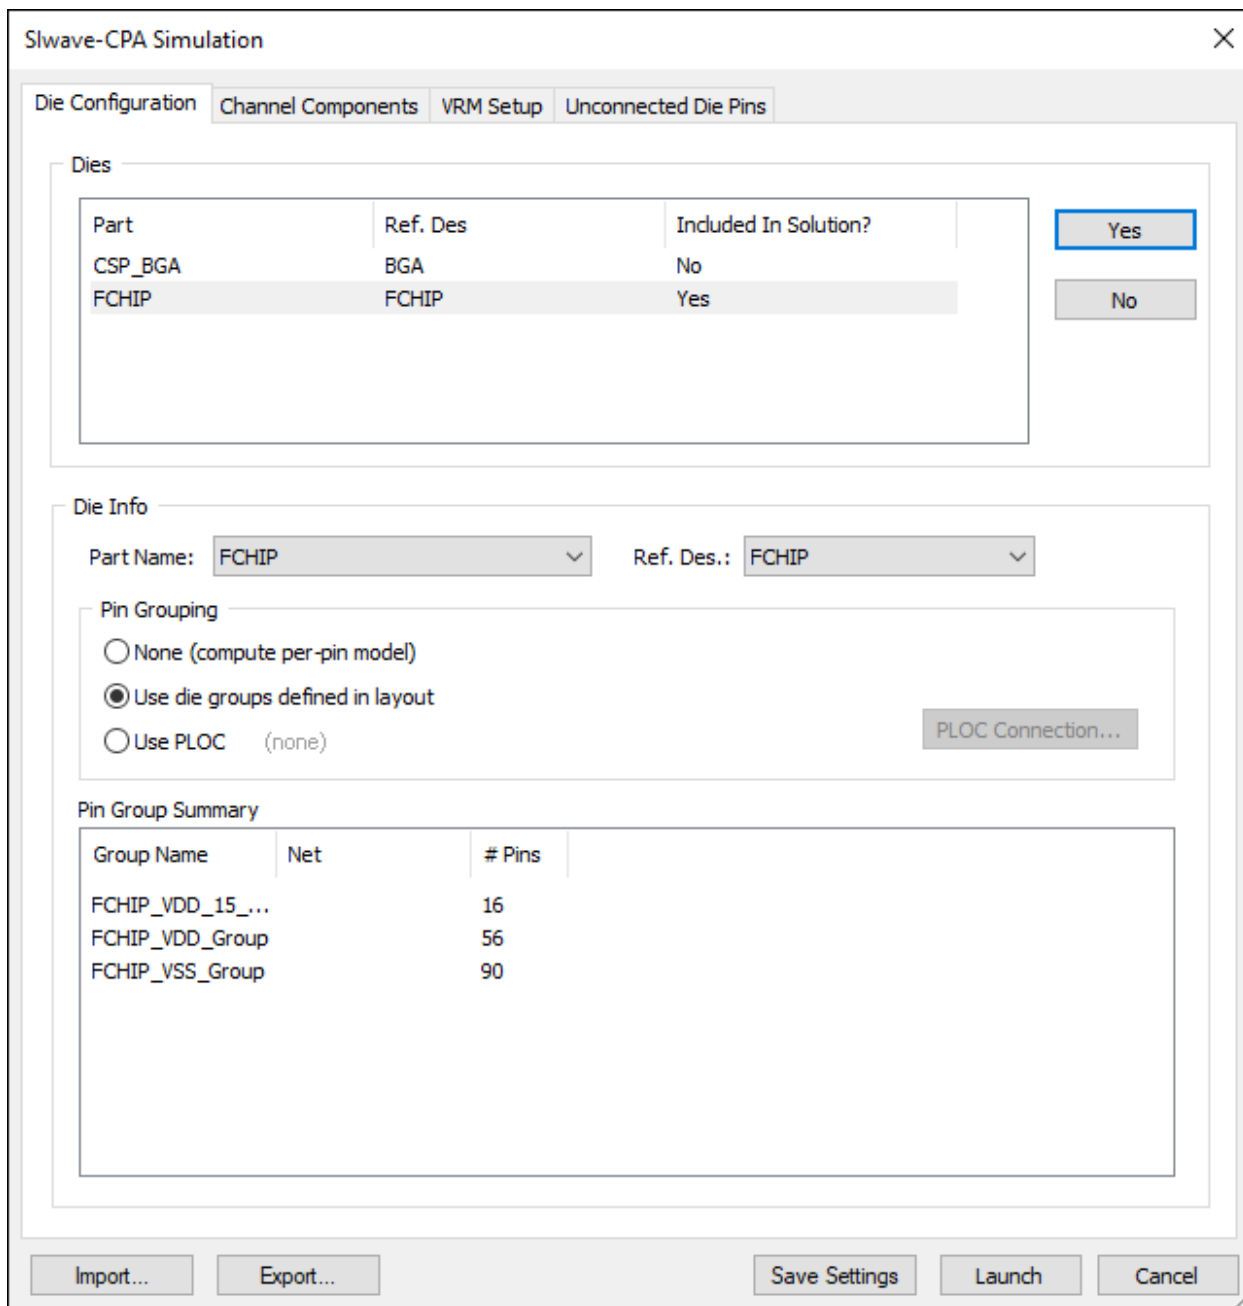 SIwave-CPA Simulation
Die Configuration Channel Components VRM Setup Unconnected Die Pins
Dies
Part Ref. Des Included In Solution?
CSP_BGA BGA No
FCHIP FCHIP Yes
Yes
No
Die Info
Part Name: FCHIP Ref. Des.: FCHIP
Pin Grouping
None (compute per-pin model)
Use die groups defined in layout
Use PLOC (none)
PLOC Connection...
Pin Group Summary
Group Name Net # Pins
FCHIP_VDD_15_... 16
FCHIP_VDD_Group 56
FCHIP_VSS_Group 90
Import... Export... Save Settings Launch Cancel